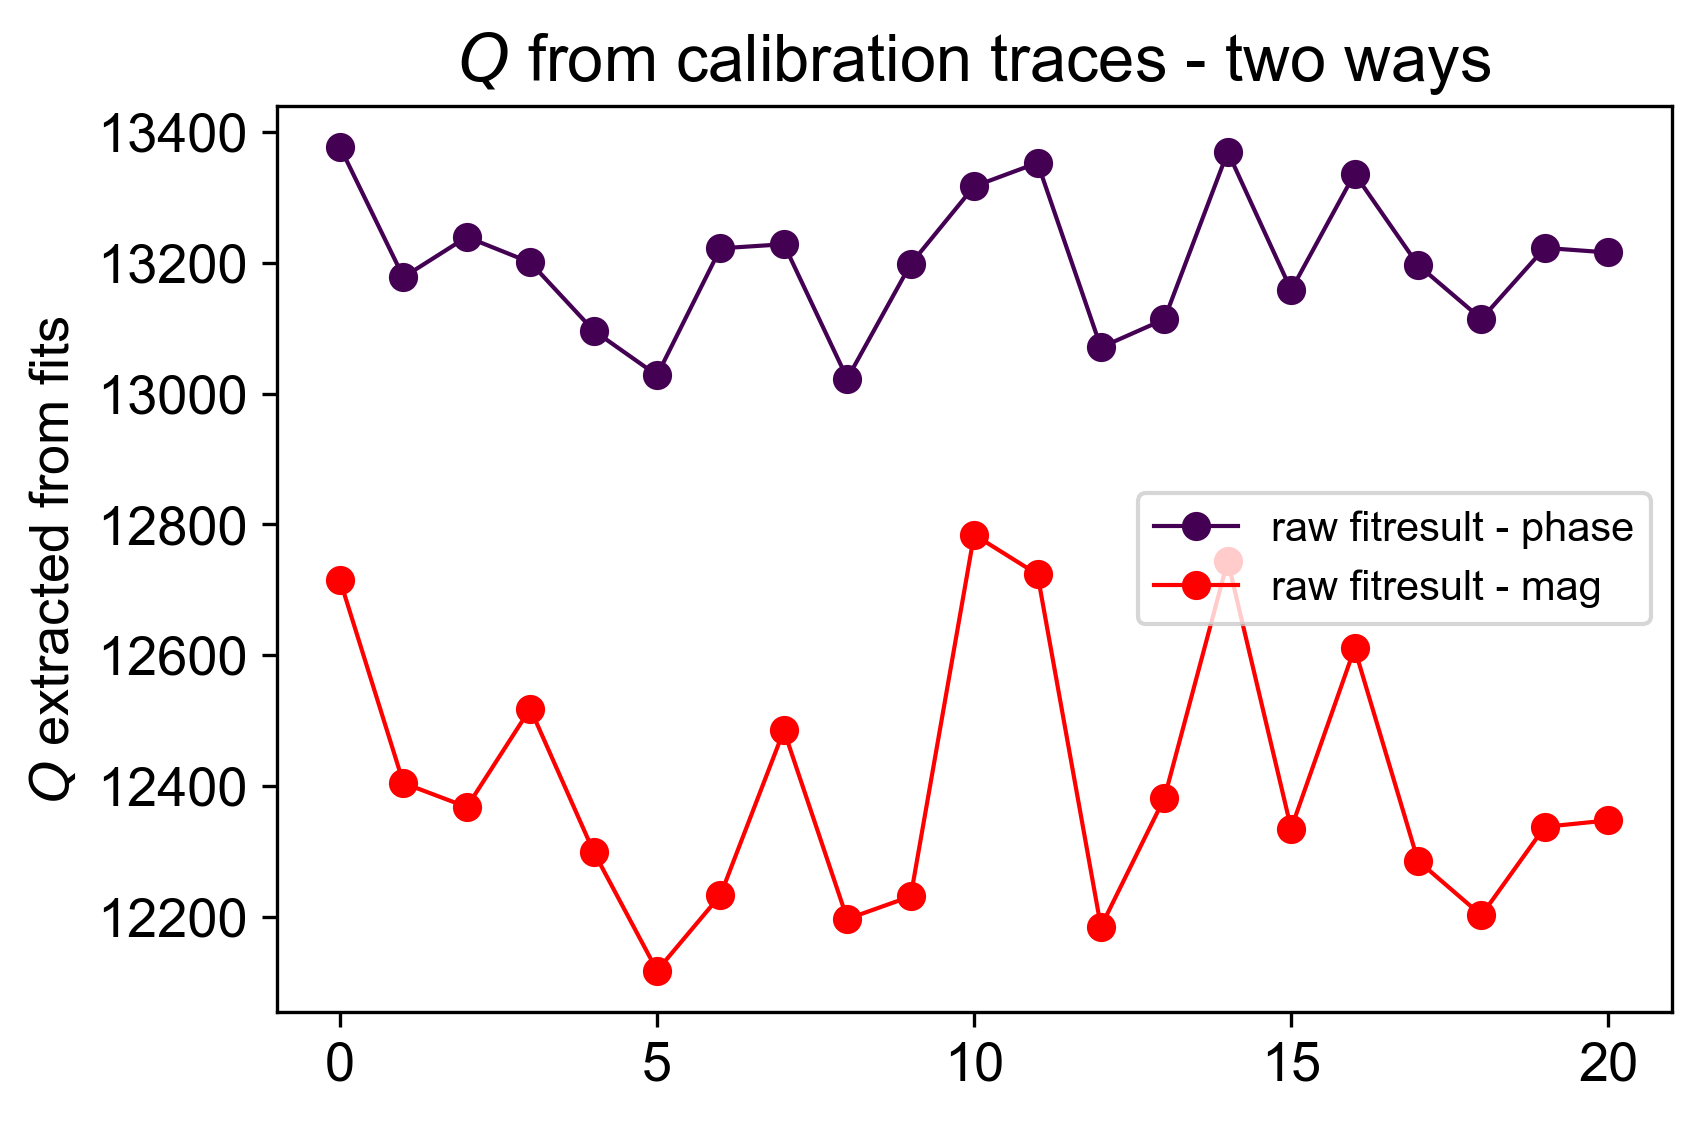 Q from calibration traces - two ways
Q extracted from fits
13400
13200
13000
12800
12600
12400
12200
raw fitresult - phase
raw fitresult - mag
0 5 10 15 20